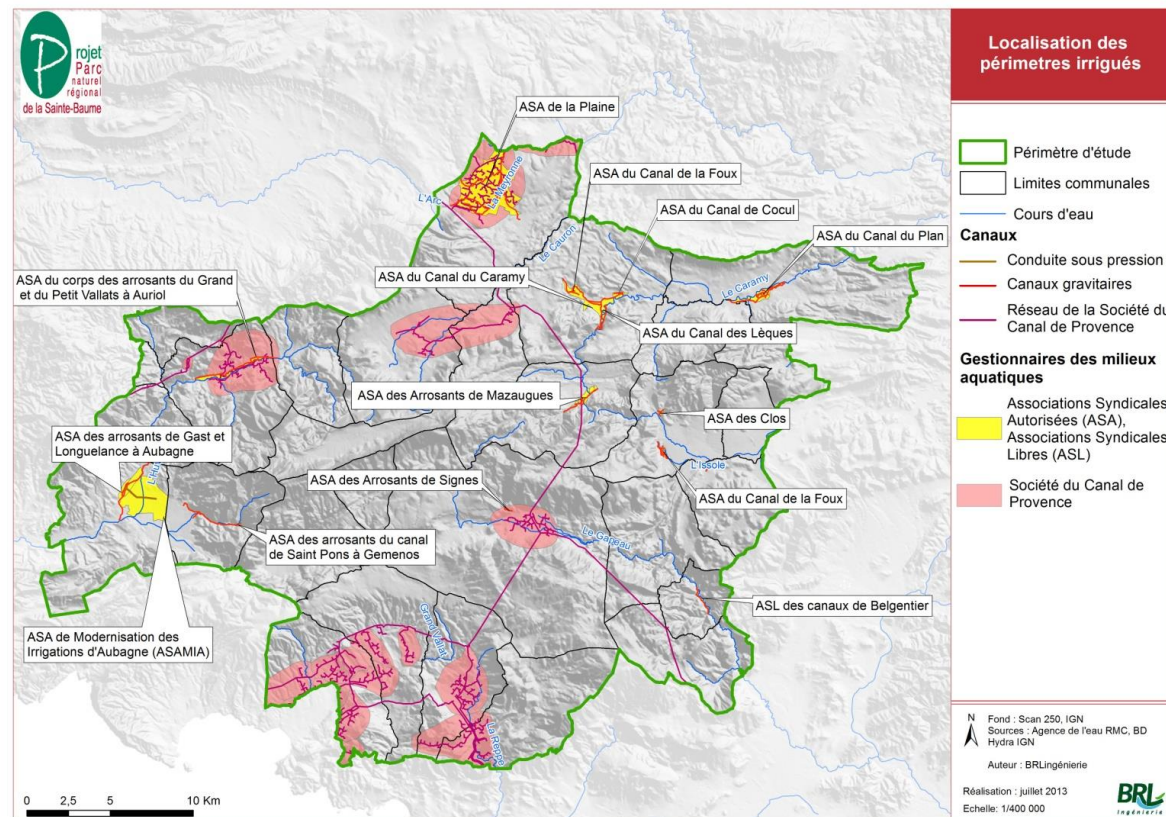 Projet
Parc
naturel
régional
de la Sainte-Baume
ASA de la Plaine
La Meyronne
L'Arc
ASA du Canal de la Foux
ASA du Canal de Cocul
ASA du Canal du Plan
Le Cauron
ASA du Canal du Caramy
Le Caramy
ASA du corps des arrosants du Grand
et du Petit Vallats à Auriol
ASA du Canal des Lèques
ASA des Arrosants de Mazaugues
ASA des Clos
ASA des arrosants de Gast et
Longuelance à Aubagne
L'Hu
L'Issole
ASA des Arrosants de Signes
ASA du Canal de la Foux
ASA des arrosants du canal
de Saint Pons à Gemenos
Le Gapeau
ASL des canaux de Belgentier
ASA de Modernisation des
Irrigations d'Aubagne (ASAMIA)
Grand Vallat
La Reppe
0 2,5 5 10 Km
Localisation des
périmetres irrigués
Périmètre d'étude
Limites communales
Cours d'eau
Canaux
Conduite sous pression
Canaux gravitaires
Réseau de la Société du
Canal de Provence
Gestionnaires des milieux
aquatiques
Associations Syndicales
Autorisées (ASA),
Associations Syndicales
Libres (ASL)
Société du Canal de
Provence
N
Fond : Scan 250, IGN
Sources : Agence de l'eau RMC, BD
Hydra IGN
Auteur : BRLingénierie
Réalisation : juillet 2013
Echelle: 1/400 000
BRL
Ingénierie